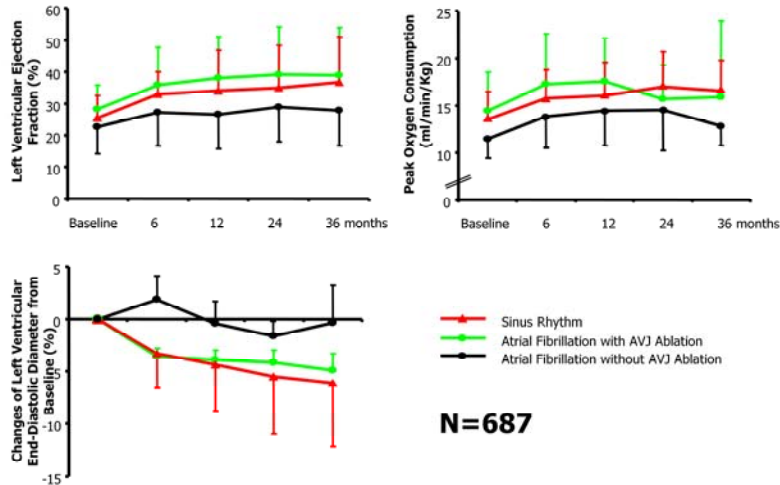 Left Ventricular Ejection
Fraction (%)
60
50
40
30
20
10
0
Baseline 6 12 24 36 months
Peak Oxygen Consumption
(ml/min/Kg)
25
20
15
10
0
Baseline 6 12 24 36 months
Changes of Left Ventricular
End-Diastolic Diameter from
Baseline (%)
5
0
-5
-10
-15
Sinus Rhythm
Atrial Fibrillation with AVJ Ablation
Atrial Fibrillation without AVJ Ablation
N=687